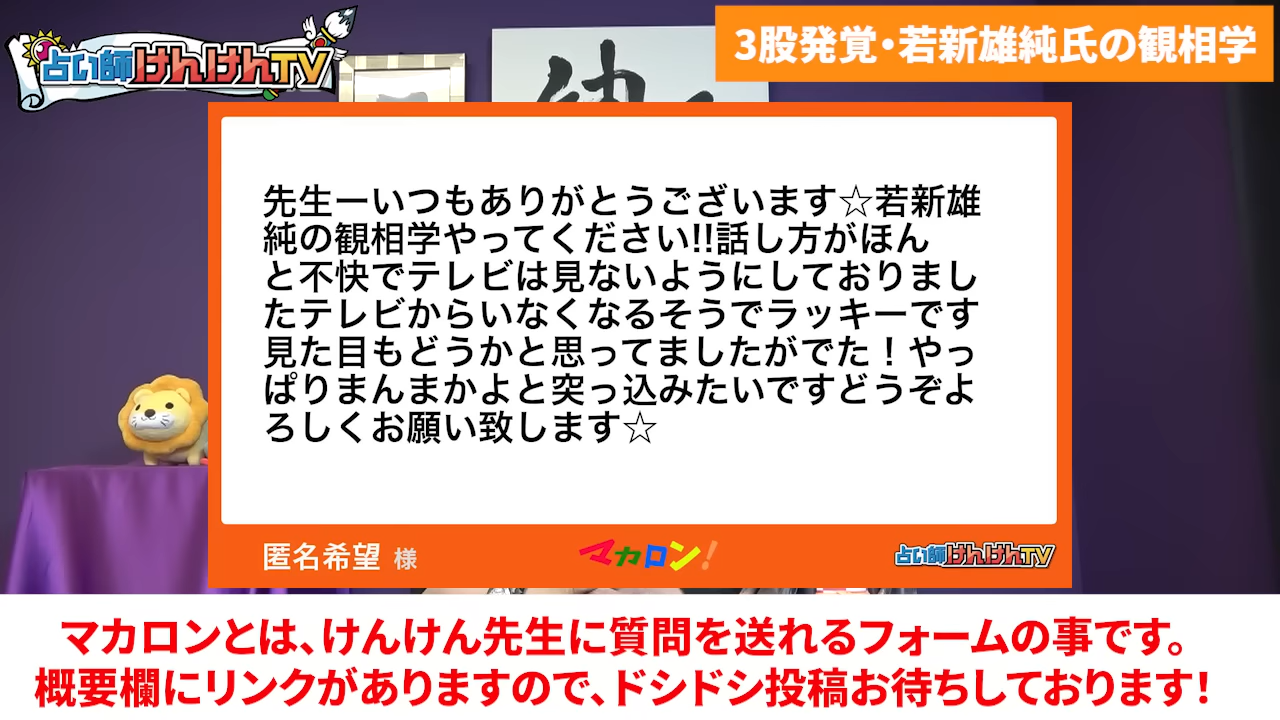 占い師けんけんTV
3股発覚・若新雄純氏の観相学
先生ーいつもありがとうございます☆若新雄
純の観相学やってください!!話し方がほん
と不快でテレビは見ないようにしておりまし
たテレビからいなくなるそうでラッキーです
見た目もどうかと思ってましたがでた！やっ
ぱりまんまかよと突っ込みたいですどうぞよ
ろしくお願い致します☆
匿名希望 様
マカロン!
占い師けんけんTV
マカロンとは、けんけん先生に質問を送れるフォームの事です。
概要欄にリンクがありますので、ドシドシ投稿お待ちしております!